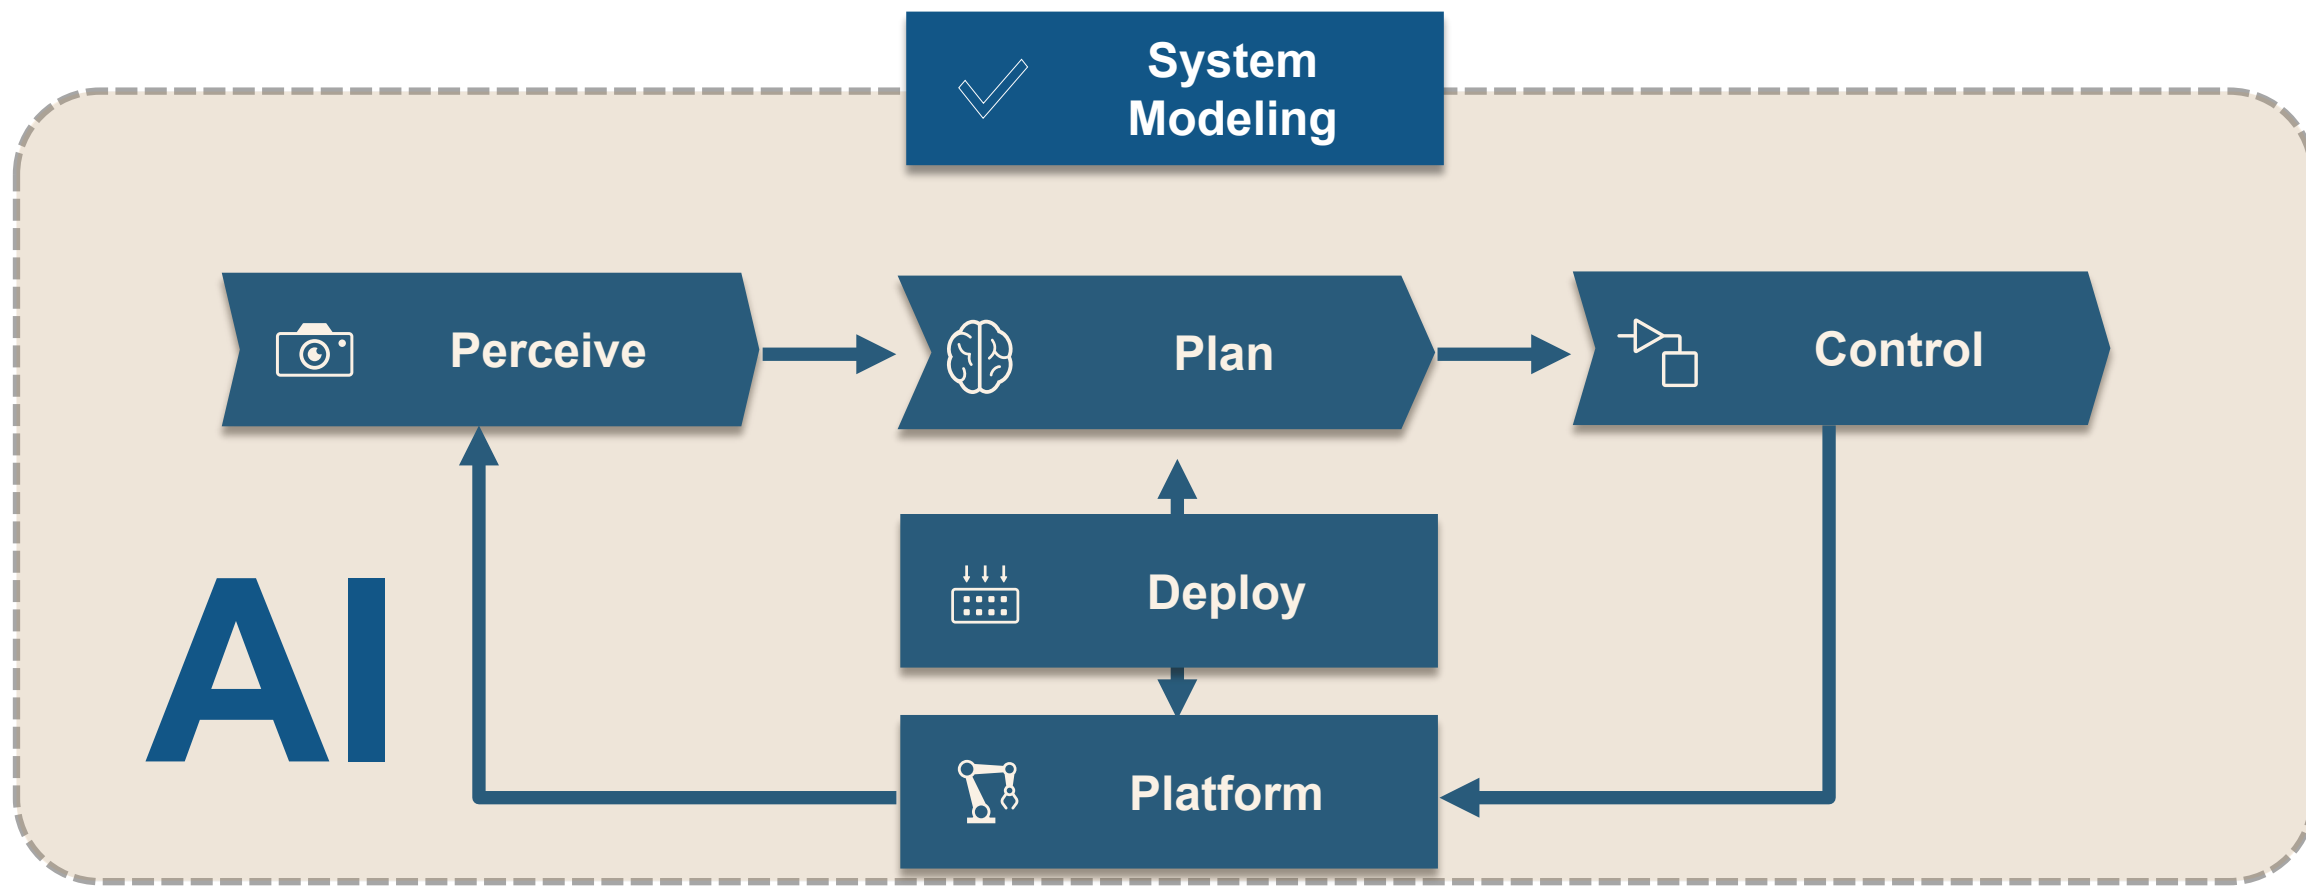 System
Modeling
Perceive
Plan
Control
Deploy
AI
Platform